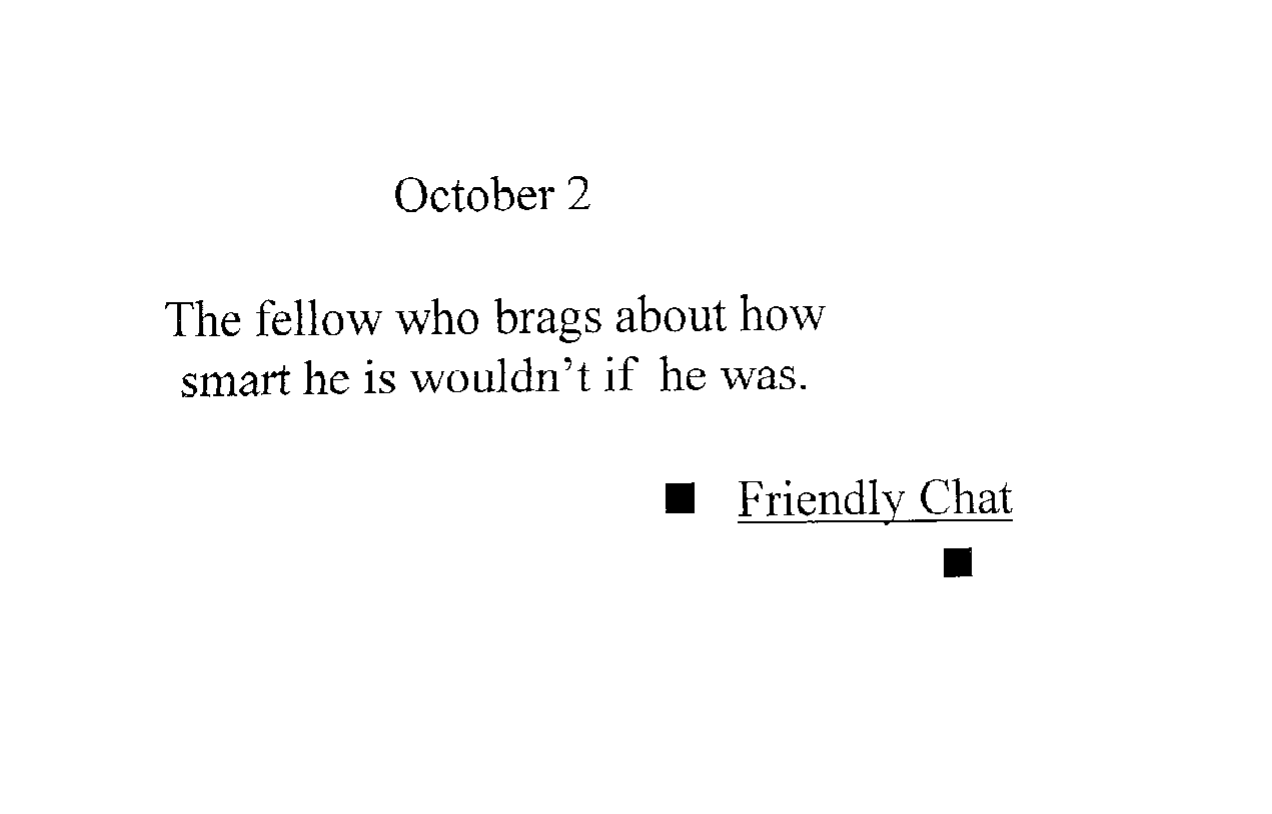 October 2
The fellow who brags about how
smart he is wouldn't if he was.
■ Friendly Chat
■